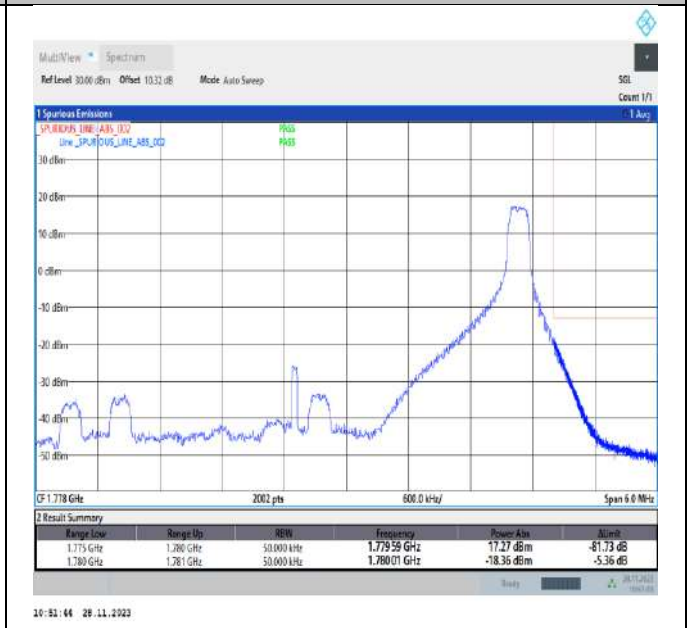 MultiView Spectrum
Ref Level 30.00 dBm Offset 10.32 dB Mode Auto Sweep SGL
Count 1/1
1 Spurious Emissions 1 Avg
_SPURIOUS_LINE_ABS_002 PASS
Line _SPURIOUS_LINE_ABS_002 PASS
30 dBm
20 dBm
10 dBm
0 dBm
-10 dBm
-20 dBm
-30 dBm
-40 dBm
-50 dBm
CF 1.778 GHz 2002 pts 600.0 kHz/ Span 6.0 MHz
2 Result Summary
Range Low Range Up RBW Frequency Power Abs ΔLimit
1.775 GHz 1.780 GHz 50.000 kHz 1.77959 GHz 17.27 dBm -81.73 dB
1.780 GHz 1.781 GHz 50.000 kHz 1.78001 GHz -18.36 dBm -5.36 dB
Ready 28.11.2023
10:51:44 28.11.2023